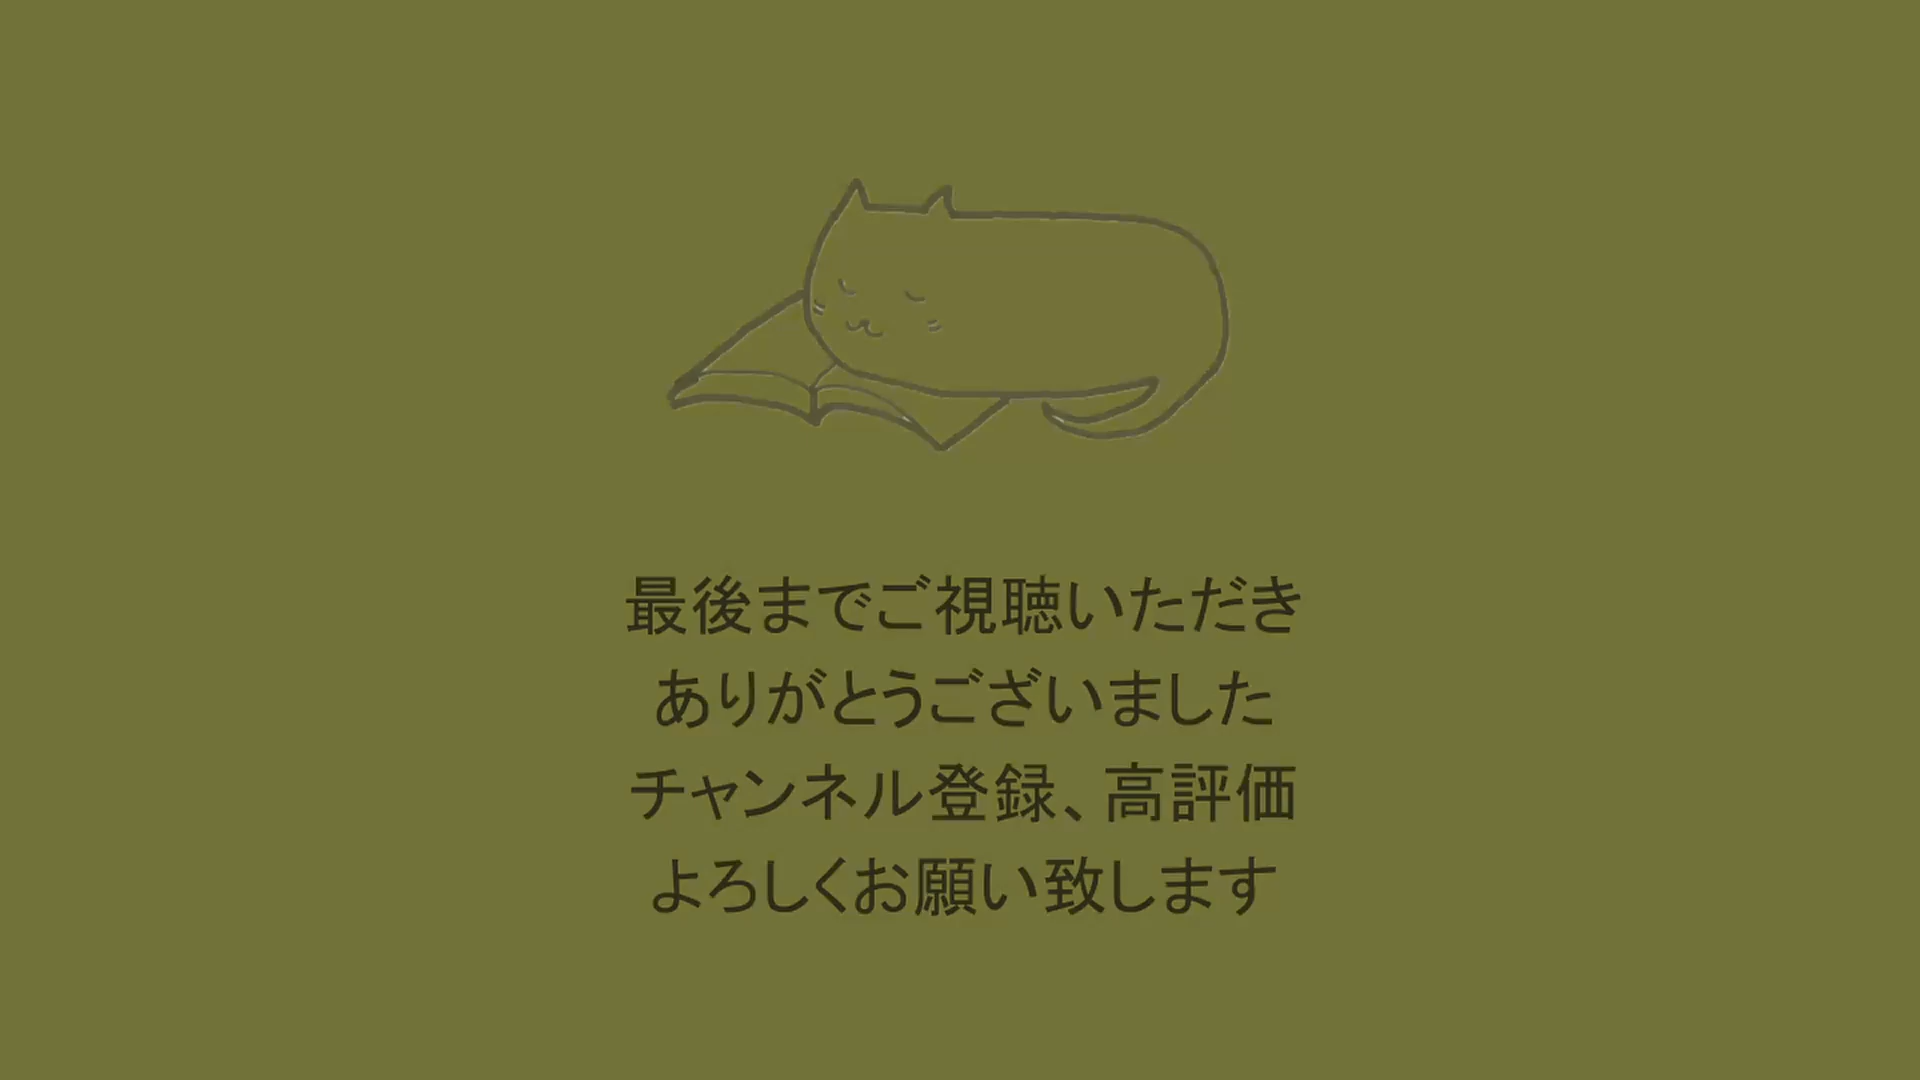 最後までご視聴いただき
ありがとうございました
チャンネル登録、高評価
よろしくお願い致します